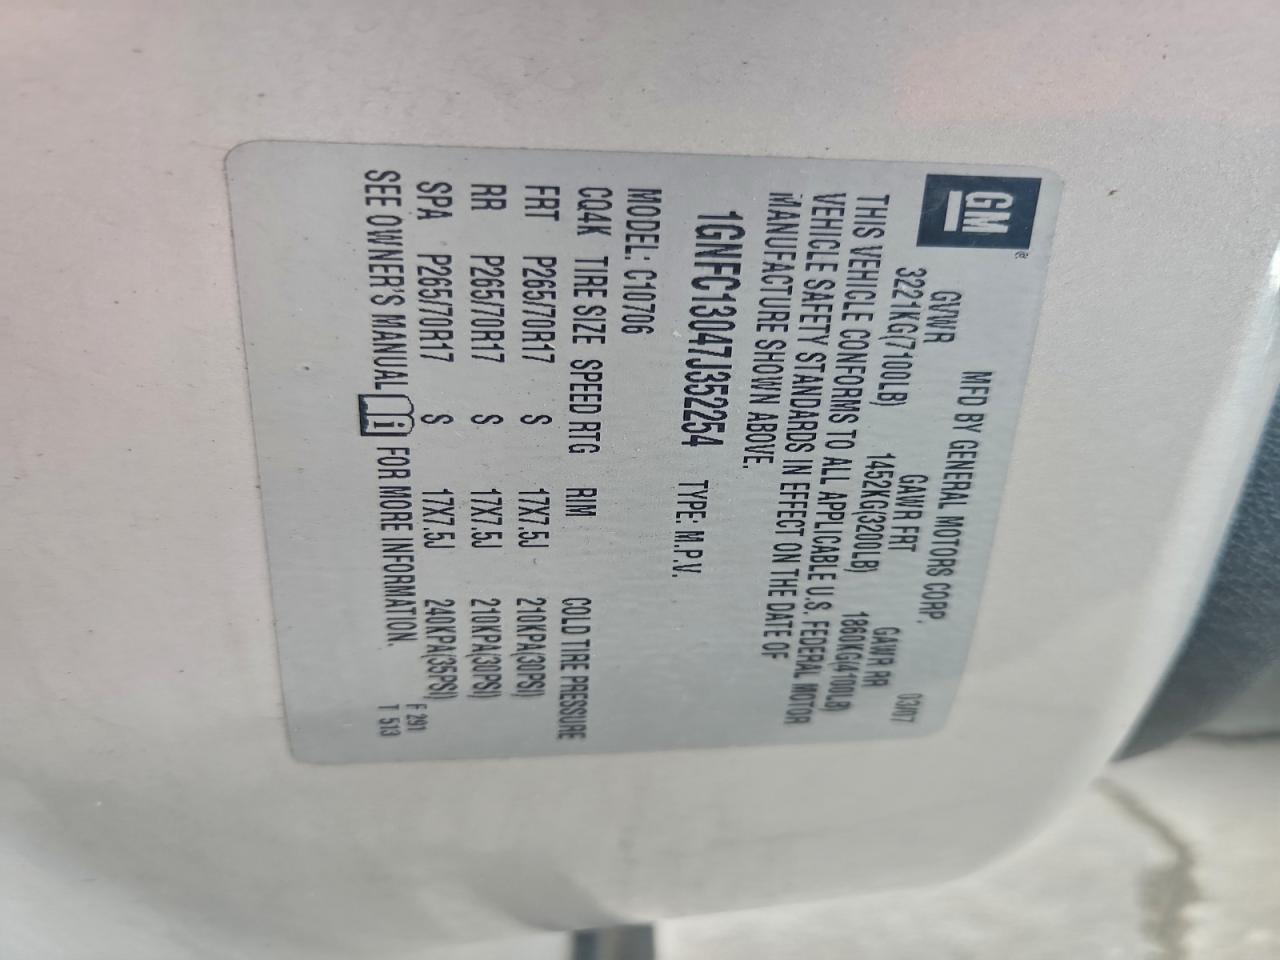 GM
MFD BY GENERAL MOTORS CORP.
03/07
GVWR GAWR FRT GAWR RR
3221KG(7100LB) 1452KG(3200LB) 1860KG(4100LB)
THIS VEHICLE CONFORMS TO ALL APPLICABLE U.S. FEDERAL MOTOR
VEHICLE SAFETY STANDARDS IN EFFECT ON THE DATE OF
MANUFACTURE SHOWN ABOVE.
1GNFC13047J352254 TYPE: M.P.V.
MODEL: C10706
CQ4K TIRE SIZE SPEED RTG RIM COLD TIRE PRESSURE
FRT P265/70R17 S 17X7.5J 210KPA(30PSI)
RR P265/70R17 S 17X7.5J 210KPA(30PSI)
SPA P265/70R17 S 17X7.5J 240KPA(35PSI)
SEE OWNER'S MANUAL i FOR MORE INFORMATION.
F 291
T 513